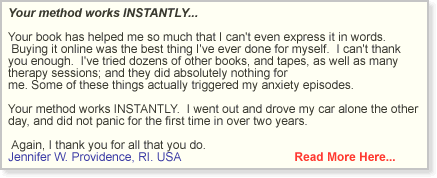 Your method works INSTANTLY...
Your book has helped me so much that I can't even express it in words.
Buying it online was the best thing I've ever done for myself.  I can't thank
you enough.  I've tried dozens of other books, and tapes, as well as many
therapy sessions; and they did absolutely nothing for
me. Some of these things actually triggered my anxiety episodes.
Your method works INSTANTLY.  I went out and drove my car alone the other
day, and did not panic for the first time in over two years.
Again, I thank you for all that you do.
Jennifer W. Providence, RI. USA Read More Here...